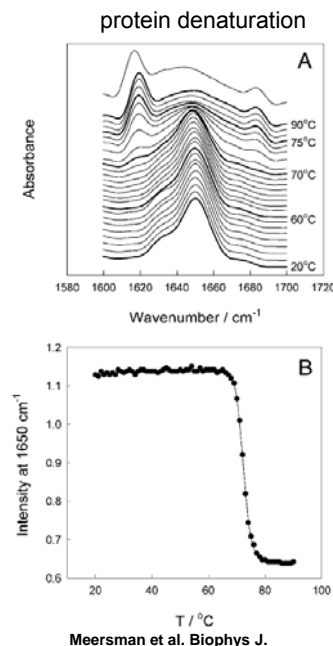 protein denaturation
A
Absorbance
90°C
75°C
70°C
60°C
20°C
1580 1600 1620 1640 1660 1680 1700 1720
Wavenumber / cm-1
B
Intensity at 1650 cm-1
1.2
1.1
1.0
0.9
0.8
0.7
0.6
0 20 40 60 80 100
T / °C
Meersman et al. Biophys J.